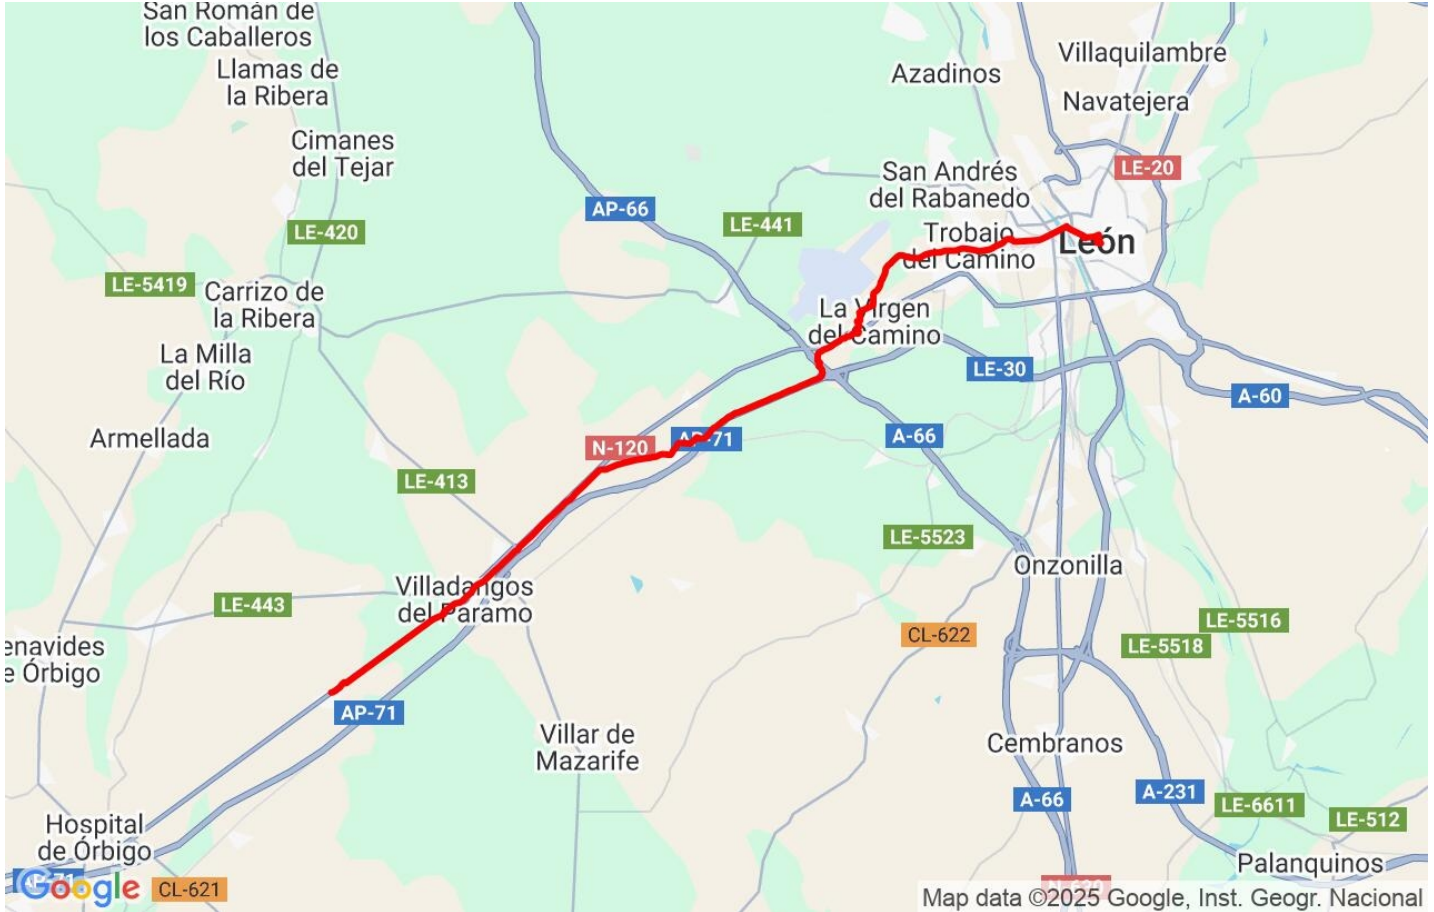 San Román de
los Caballeros
Llamas de
la Ribera
Villaquilambre
Azadinos
Navatejera
Cimanes
del Tejar
LE-20
San Andrés
del Rabanedo
AP-66
LE-441
LE-420
Trobajo
del Camino
León
LE-5419
Carrizo de
la Ribera
La Virgen
del Camino
La Milla
del Río
LE-30
A-60
Armellada
N-120
AP-71
A-66
LE-413
LE-5523
Onzonilla
Villadangos
del Páramo
LE-443
LE-5516
CL-622
LE-5518
enavides
e Órbigo
AP-71
Villar de
Mazarife
Cembranos
A-66
A-231
LE-6611
LE-512
Hospital
de Órbigo
Palanquinos
AP-71
Google
CL-621
N-630
Map data ©2025 Google, Inst. Geogr. Nacional